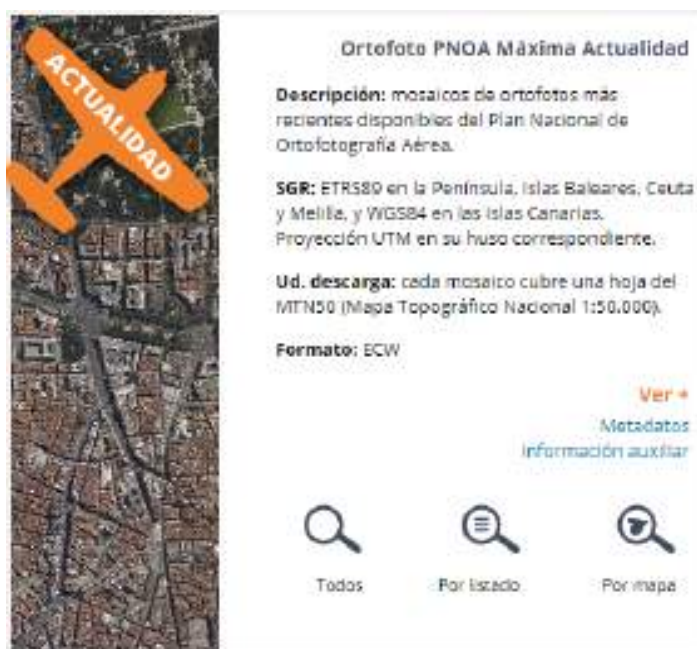 ACTUALIDAD
Ortofoto PNOA Máxima Actualidad
Descripción: mosaicos de ortofotos más
recientes disponibles del Plan Nacional de
Ortofotografía Aérea.
SGR: ETRS89 en la Península, Islas Baleares, Ceuta
y Melilla, y WGS84 en las Islas Canarias.
Proyección UTM en su huso correspondiente.
Ud. descarga: cada mosaico cubre una hoja del
MTN50 (Mapa Topográfico Nacional 1:50.000).
Formato: ECW
Ver +
Metadatos
Información auxiliar
Todos Por listado Por mapa